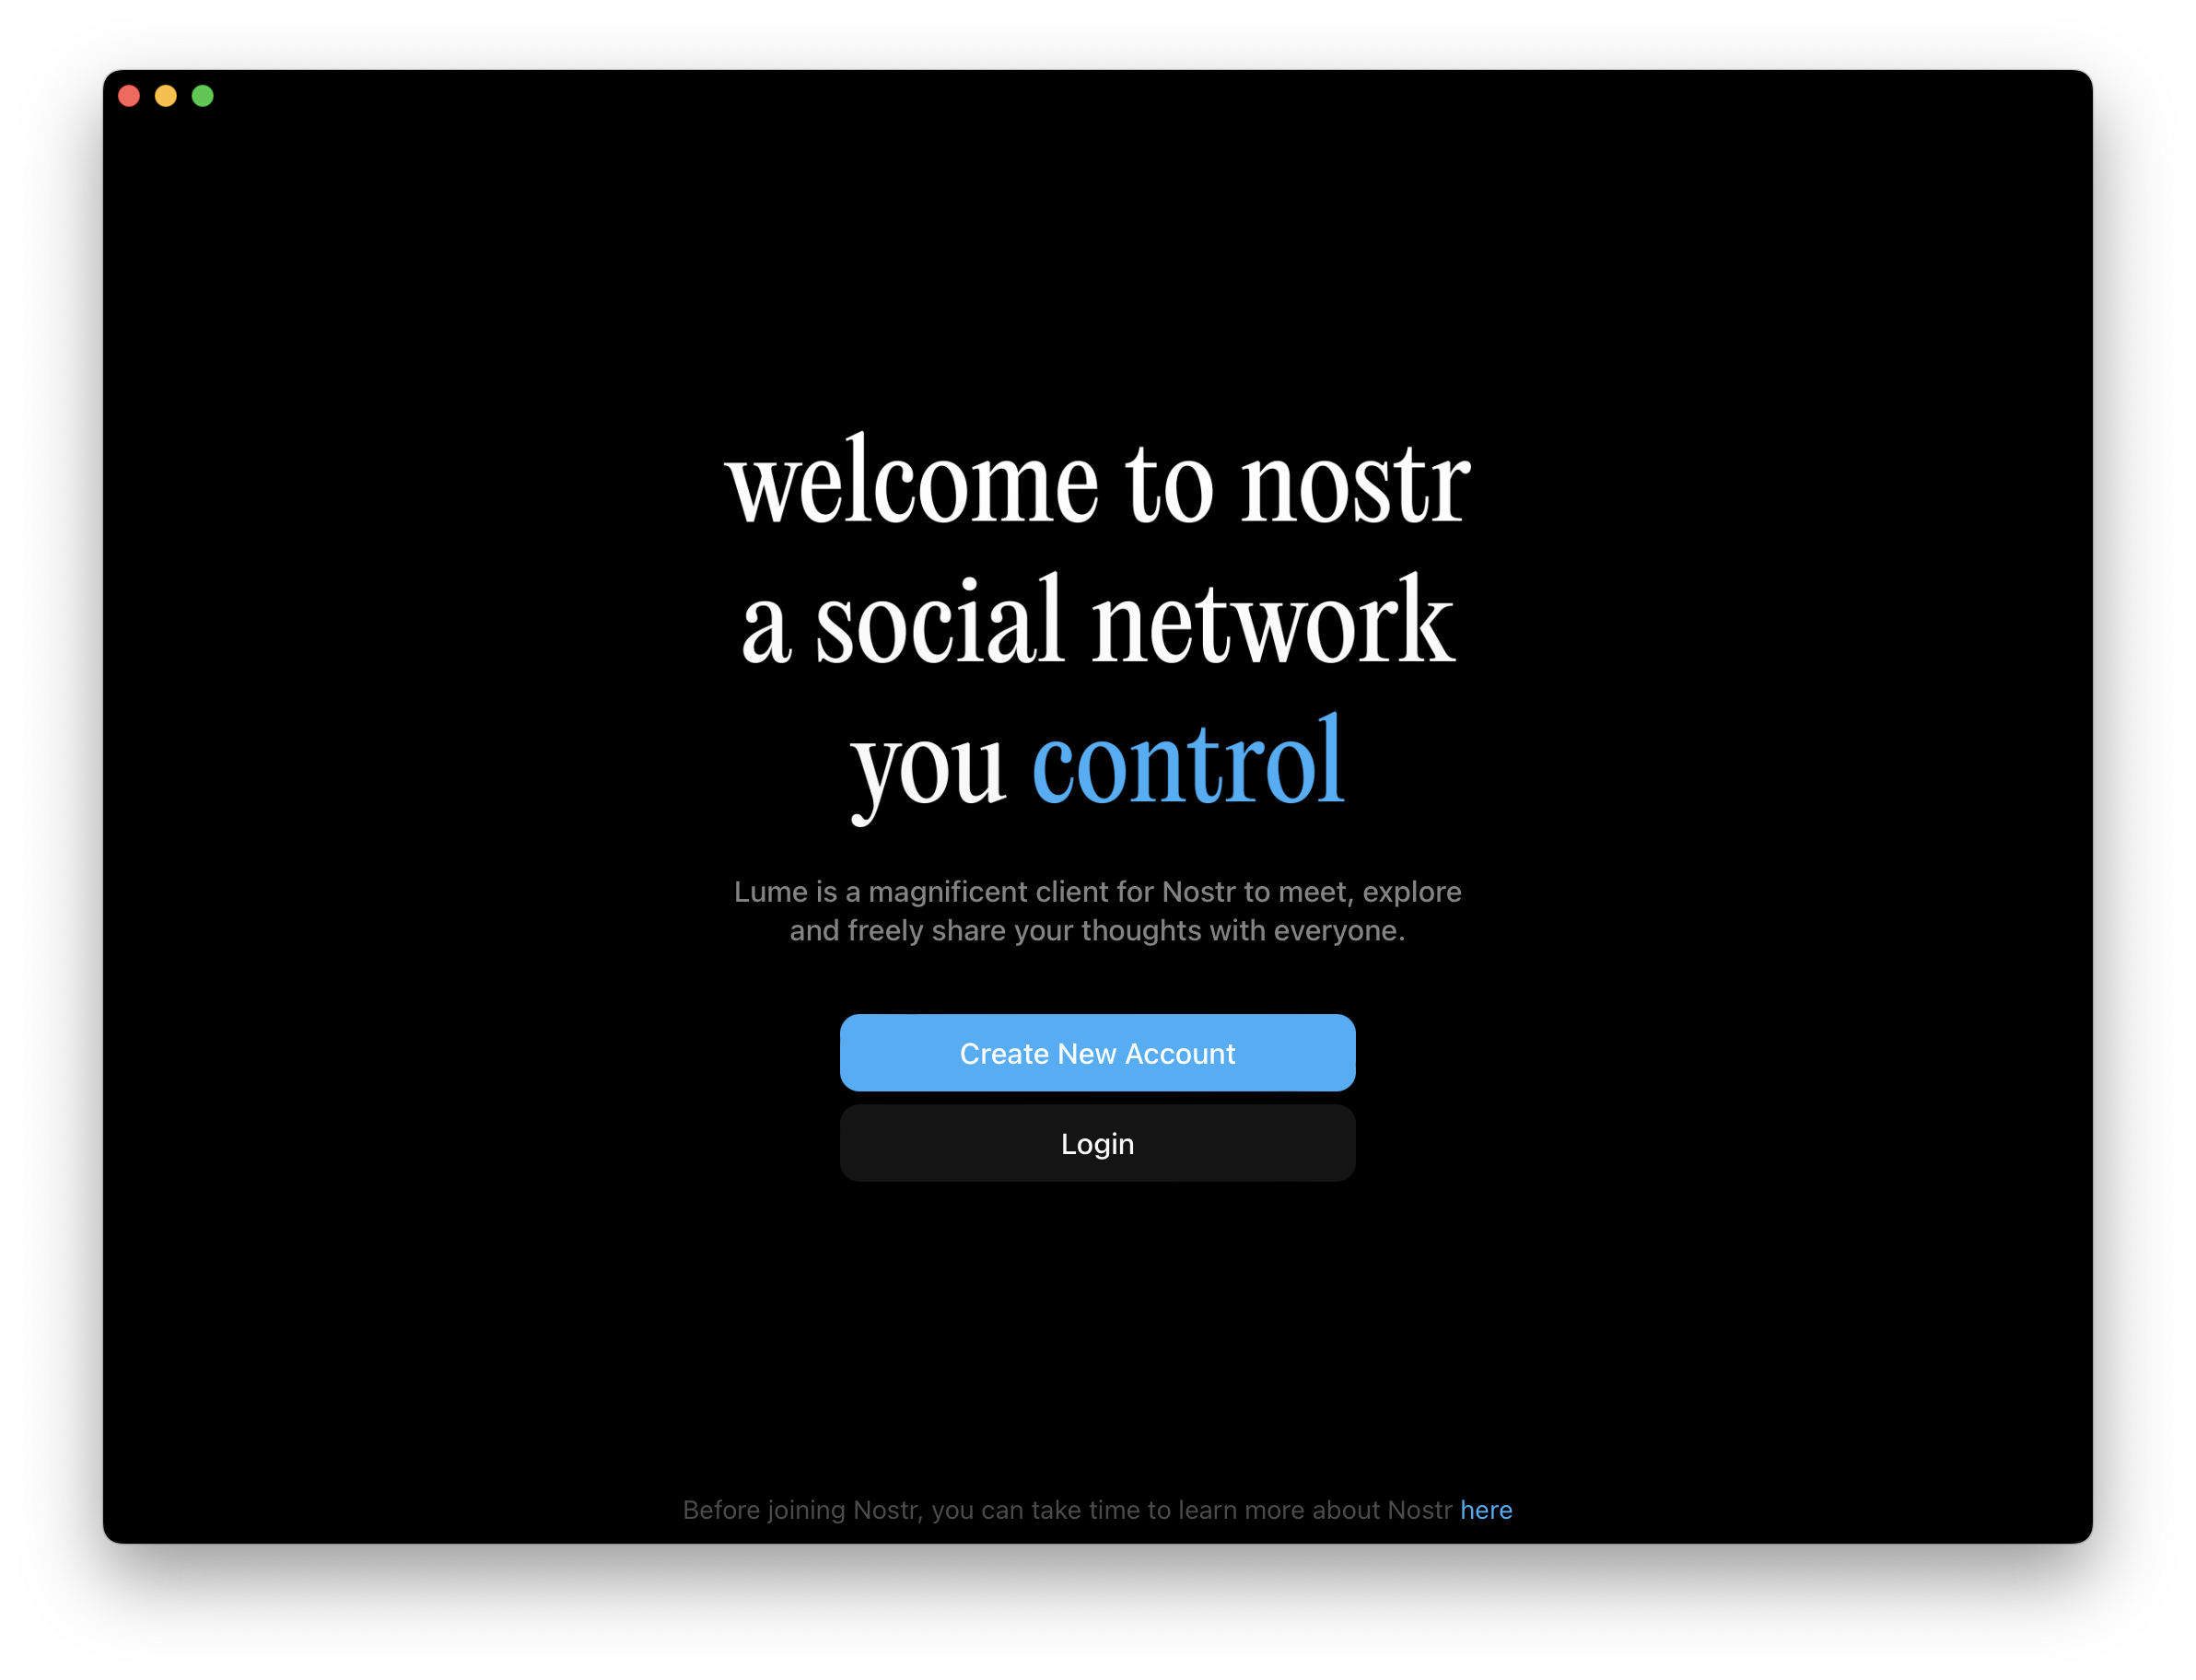 welcome to nostr
a social network
you control
Lume is a magnificent client for Nostr to meet, explore
and freely share your thoughts with everyone.
Create New Account
Login
Before joining Nostr, you can take time to learn more about Nostr here